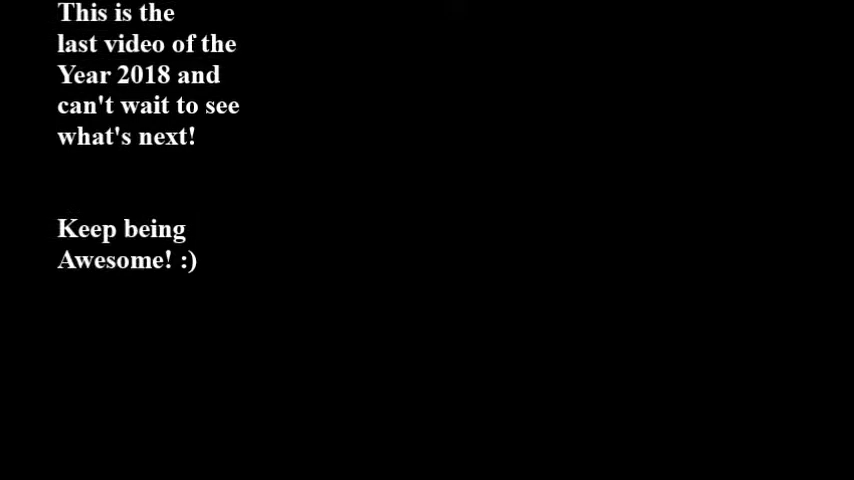 This is the
last video of the
Year 2018 and
can't wait to see
what's next!
Keep being
Awesome! :)